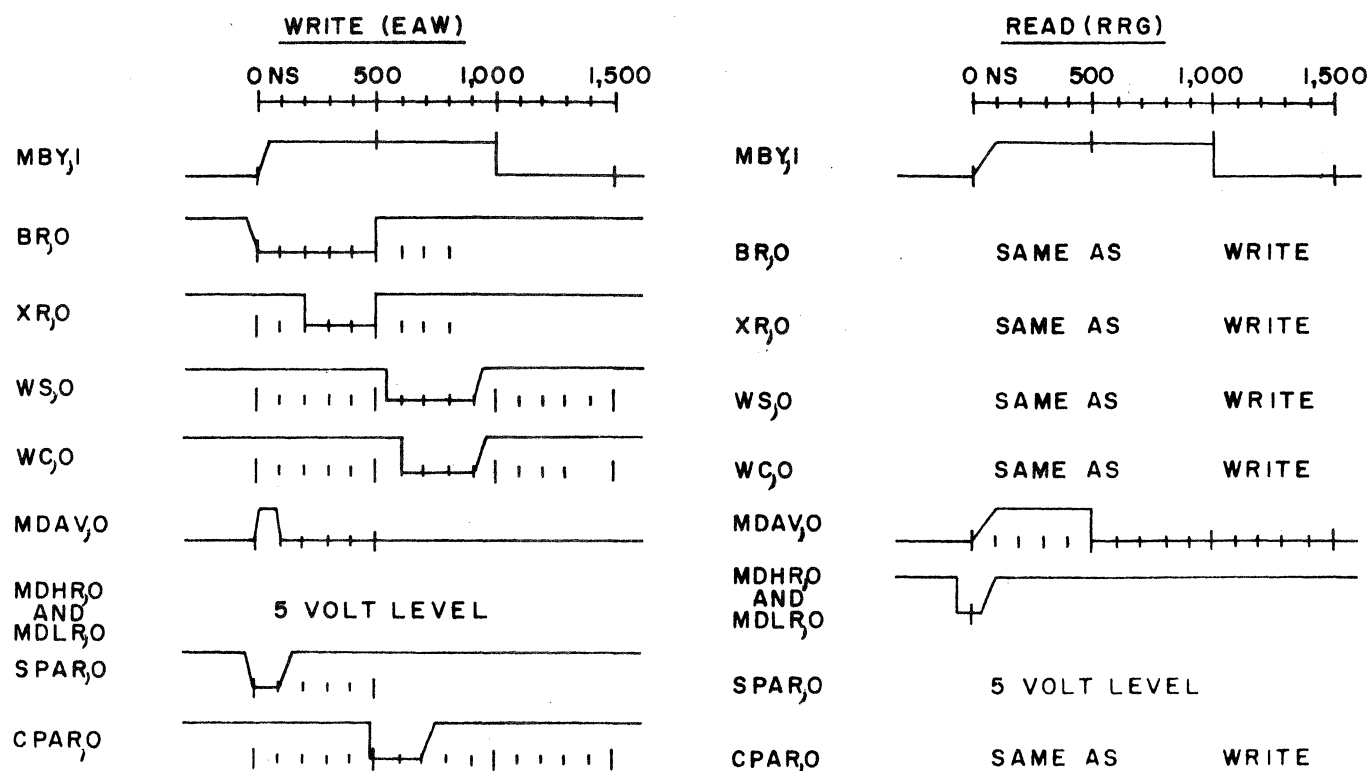 WRITE (EAW)
0 NS 500 1,000 1,500
MBY,1
BR,0
XR,0
WS,0
WC,0
MDAV,0
MDHR,0
AND
MDLR,0
5 VOLT LEVEL
SPAR,0
CPAR,0
READ (RRG)
0 NS 500 1,000 1,500
MBY,1
BR,0 SAME AS WRITE
XR,0 SAME AS WRITE
WS,0 SAME AS WRITE
WC,0 SAME AS WRITE
MDAV,0
MDHR,0
AND
MDLR,0
SPAR,0 5 VOLT LEVEL
CPAR,0 SAME AS WRITE